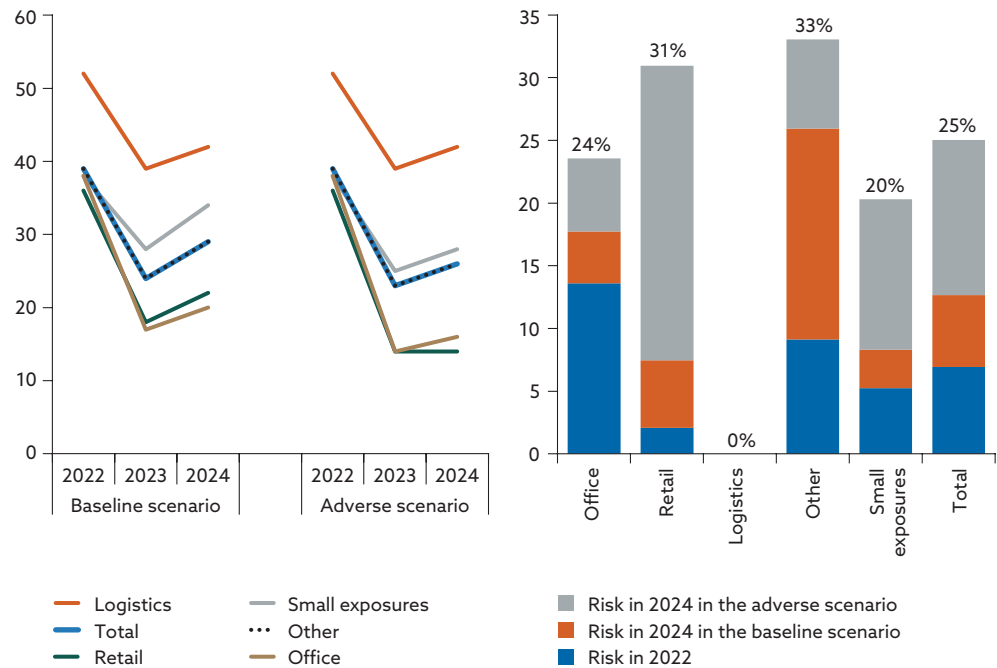 60
50
40
30
20
10
0
2022 2023 2024
Baseline scenario
2022 2023 2024
Adverse scenario
Logistics
Total
Retail
Small exposures
Other
Office
35
30
25
20
15
10
5
0
24%
31%
0%
33%
20%
25%
Office
Retail
Logistics
Other
Small
exposures
Total
Risk in 2024 in the adverse scenario
Risk in 2024 in the baseline scenario
Risk in 2022